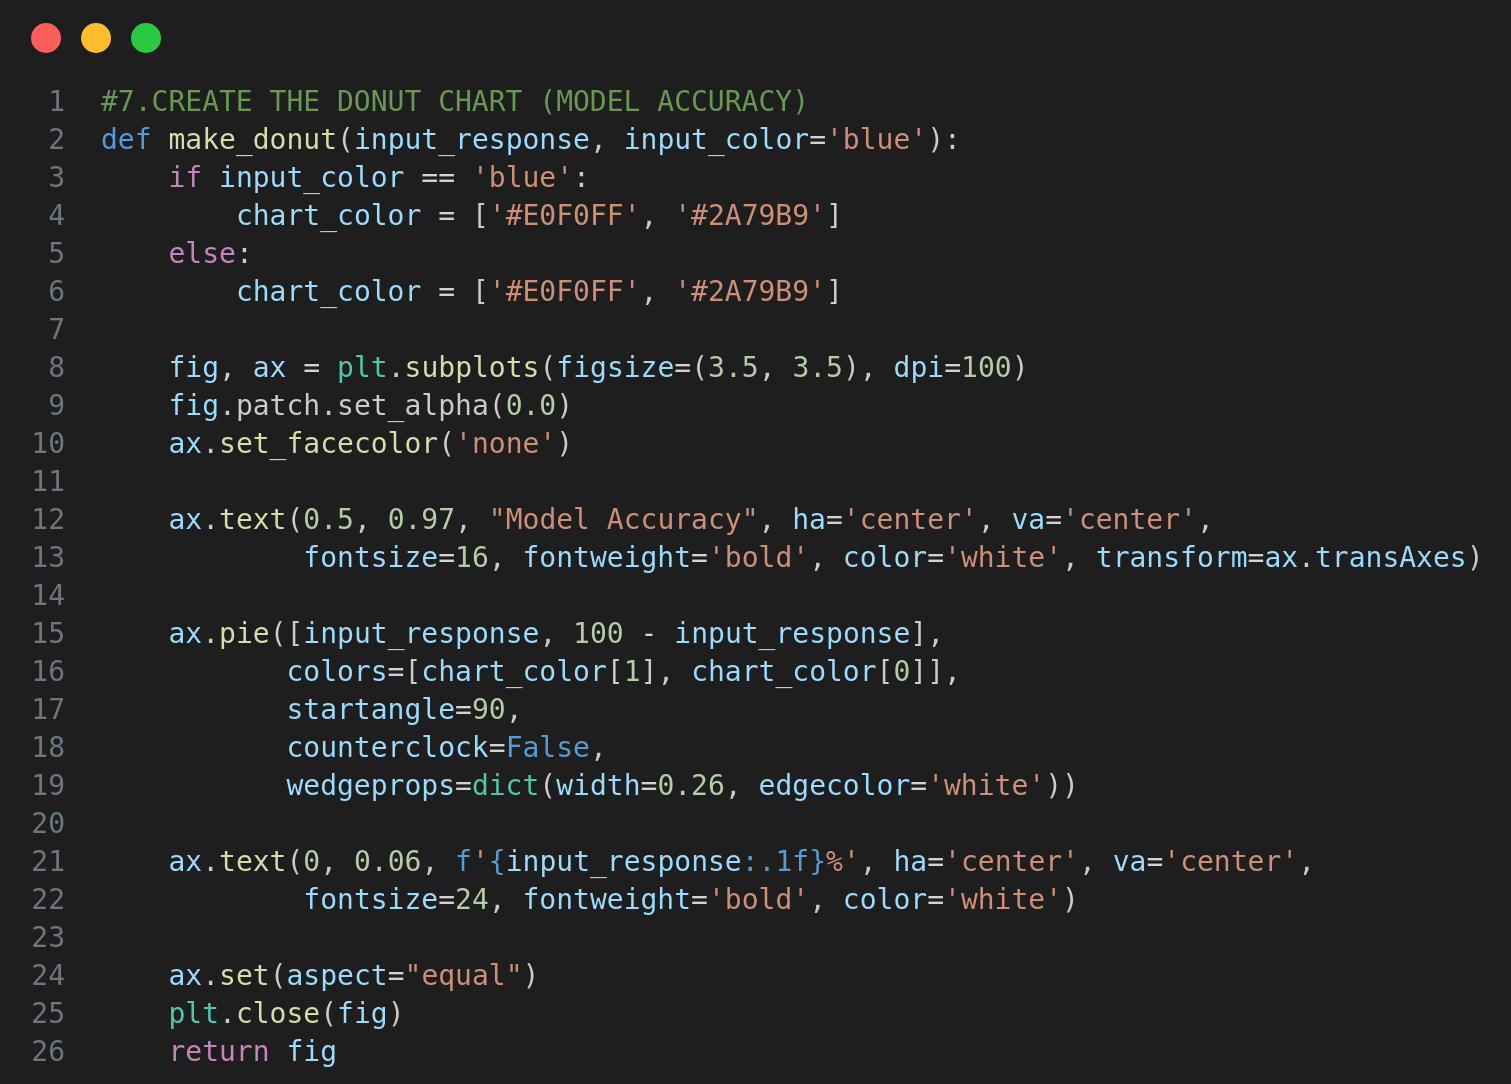 1 #7.CREATE THE DONUT CHART (MODEL ACCURACY)
2 def make_donut(input_response, input_color='blue'):
3     if input_color == 'blue':
4         chart_color = ['#E0F0FF', '#2A79B9']
5     else:
6         chart_color = ['#E0F0FF', '#2A79B9']
7
8     fig, ax = plt.subplots(figsize=(3.5, 3.5), dpi=100)
9     fig.patch.set_alpha(0.0)
10     ax.set_facecolor('none')
11
12     ax.text(0.5, 0.97, "Model Accuracy", ha='center', va='center',
13             fontsize=16, fontweight='bold', color='white', transform=ax.transAxes)
14
15     ax.pie([input_response, 100 - input_response],
16            colors=[chart_color[1], chart_color[0]],
17            startangle=90,
18            counterclock=False,
19            wedgeprops=dict(width=0.26, edgecolor='white'))
20
21     ax.text(0, 0.06, f'{input_response:.1f}%', ha='center', va='center',
22             fontsize=24, fontweight='bold', color='white')
23
24     ax.set(aspect="equal")
25     plt.close(fig)
26     return fig